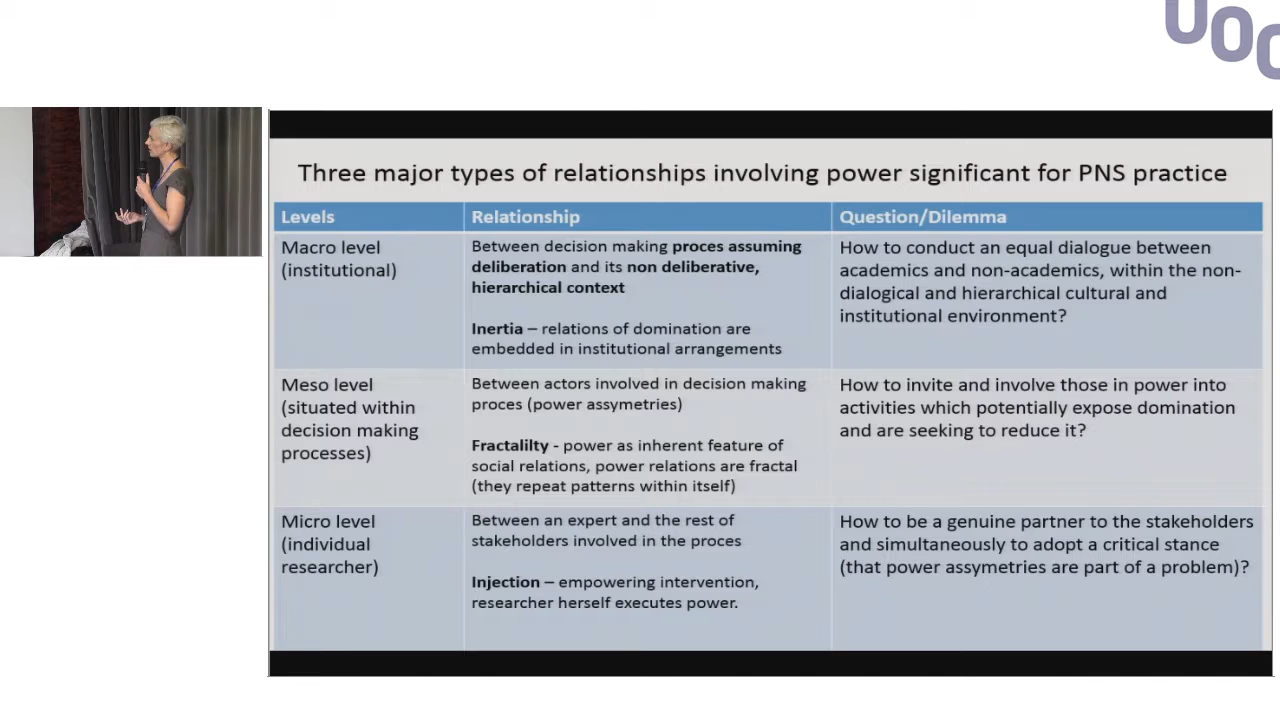 UOC
Three major types of relationships involving power significant for PNS practice
Levels
Relationship
Question/Dilemma
Macro level
(institutional)
Between decision making proces assuming
deliberation and its non deliberative,
hierarchical context
Inertia – relations of domination are
embedded in institutional arrangements
How to conduct an equal dialogue between
academics and non-academics, within the non-
dialogical and hierarchical cultural and
institutional environment?
Meso level
(situated within
decision making
processes)
Between actors involved in decision making
proces (power assymetries)
Fractalilty - power as inherent feature of
social relations, power relations are fractal
(they repeat patterns within itself)
How to invite and involve those in power into
activities which potentially expose domination
and are seeking to reduce it?
Micro level
(individual
researcher)
Between an expert and the rest of
stakeholders involved in the proces
Injection – empowering intervention,
researcher herself executes power.
How to be a genuine partner to the stakeholders
and simultaneously to adopt a critical stance
(that power assymetries are part of a problem)?